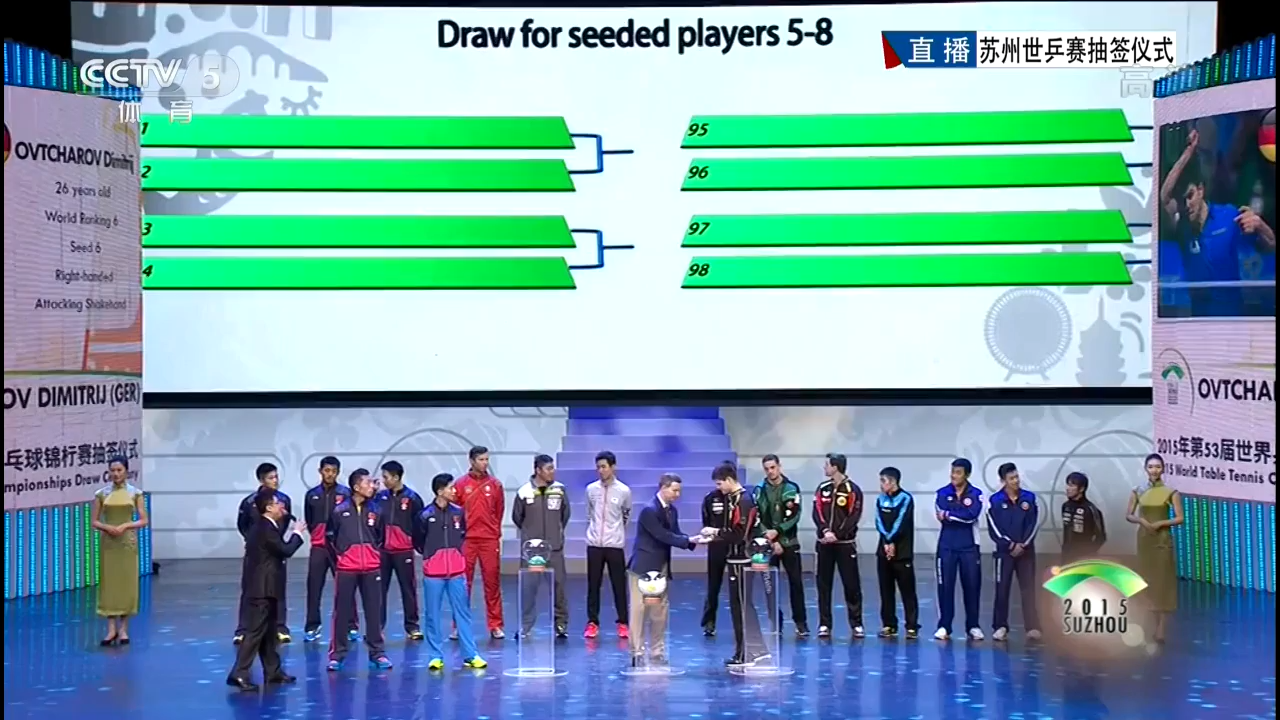 Draw for seeded players 5-8
直播 苏州世乒赛抽签仪式
CCTV 5
体育
高
1
2
3
4
95
96
97
98
OVTCHAROV Dimitrij
26 years old
World Ranking 6
Seed 6
Right-handed
Attacking Shakehand
OV DIMITRIJ (GER)
乒球锦标赛抽签仪式
mpionships Draw Ceremony
OVTCHA
2015年第53届世界
15 World Table Tennis C
2015
SUZHOU